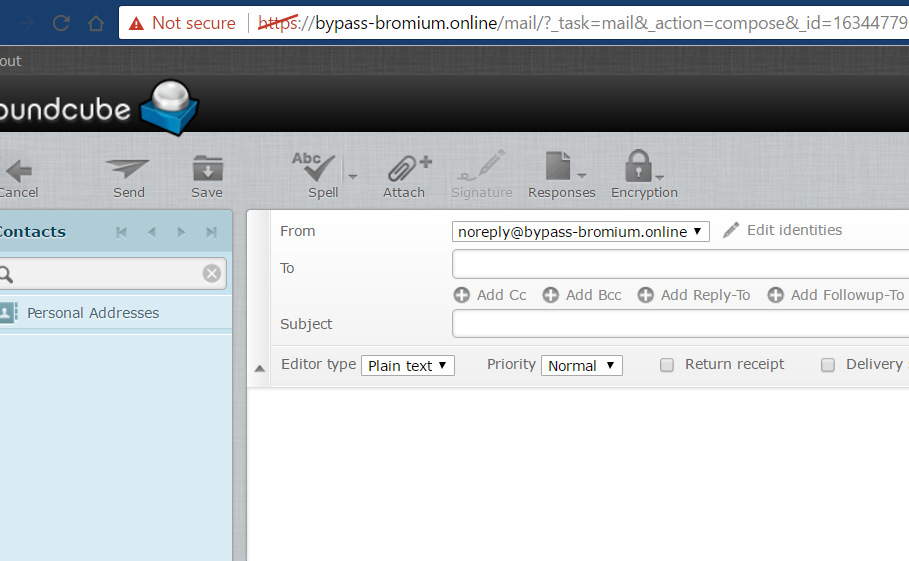 Not secure https://bypass-bromium.online/mail/?_task=mail&_action=compose&_id=16344779
out
oundcube
Cancel Send Save Abc Spell Attach Signature Responses Encryption
Contacts
Personal Addresses
From noreply@bypass-bromium.online Edit identities
To
Add Cc Add Bcc Add Reply-To Add Followup-To
Subject
Editor type Plain text Priority Normal Return receipt Delivery